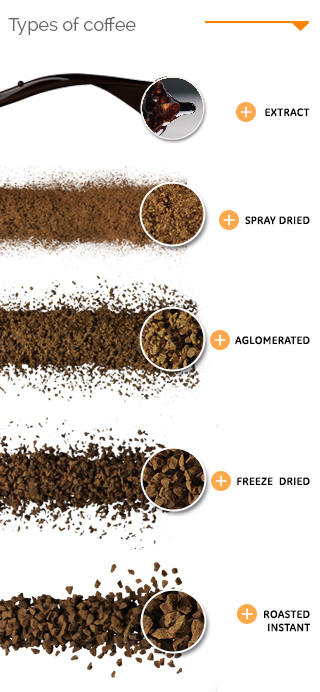 Types of coffee
EXTRACT
SPRAY DRIED
AGLOMERATED
FREEZE DRIED
ROASTED
INSTANT